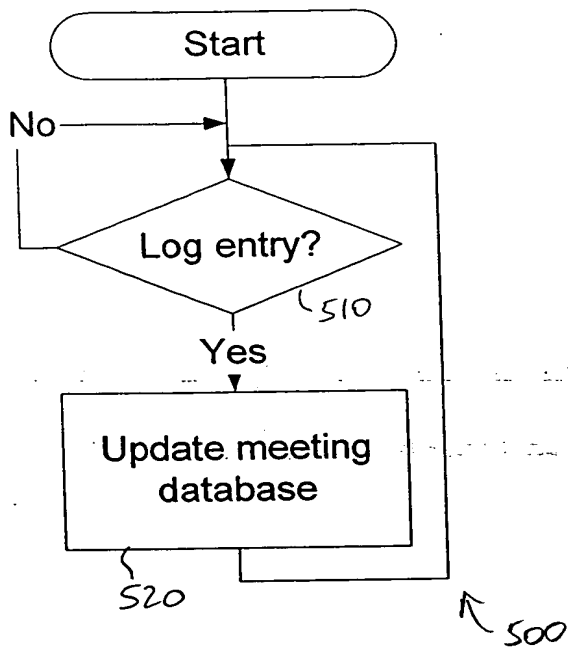 Start
No
Log entry?
510
Yes
Update meeting
database
520
500